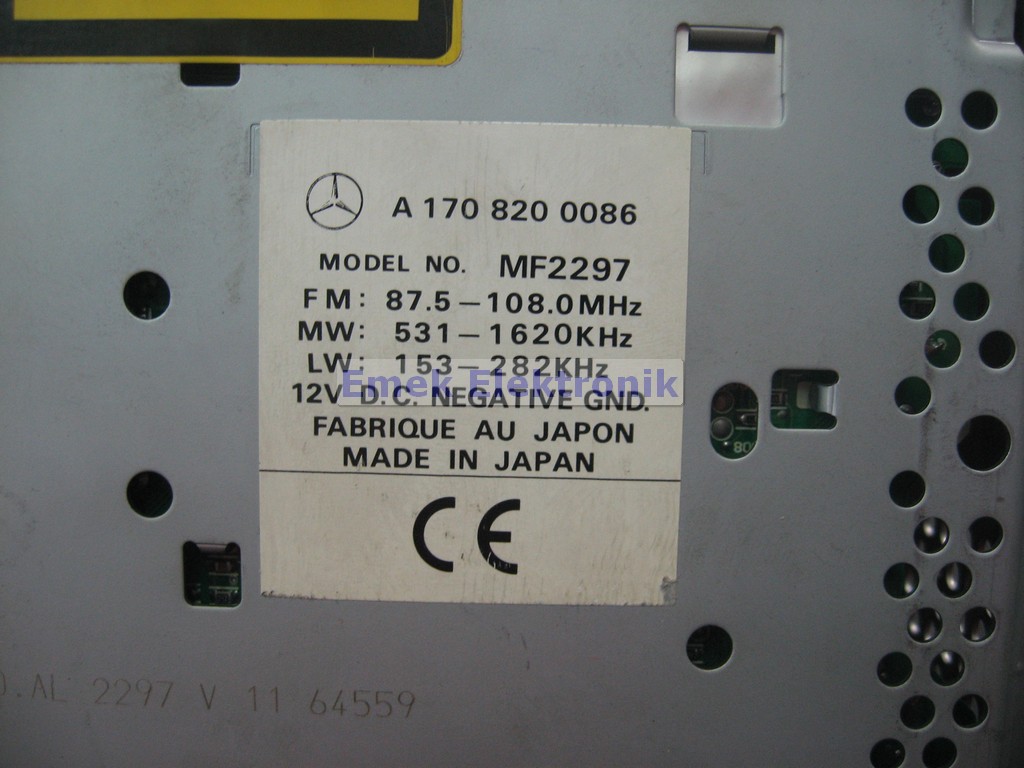 A 170 820 0086
MODEL NO. MF2297
FM: 87.5-108.0MHz
MW: 531-1620KHz
LW: 153-282KHz
Emek Elektronik
12V D.C. NEGATIVE GND.
FABRIQUE AU JAPON
MADE IN JAPAN
CE
80
.AL 2297 V 11 64559